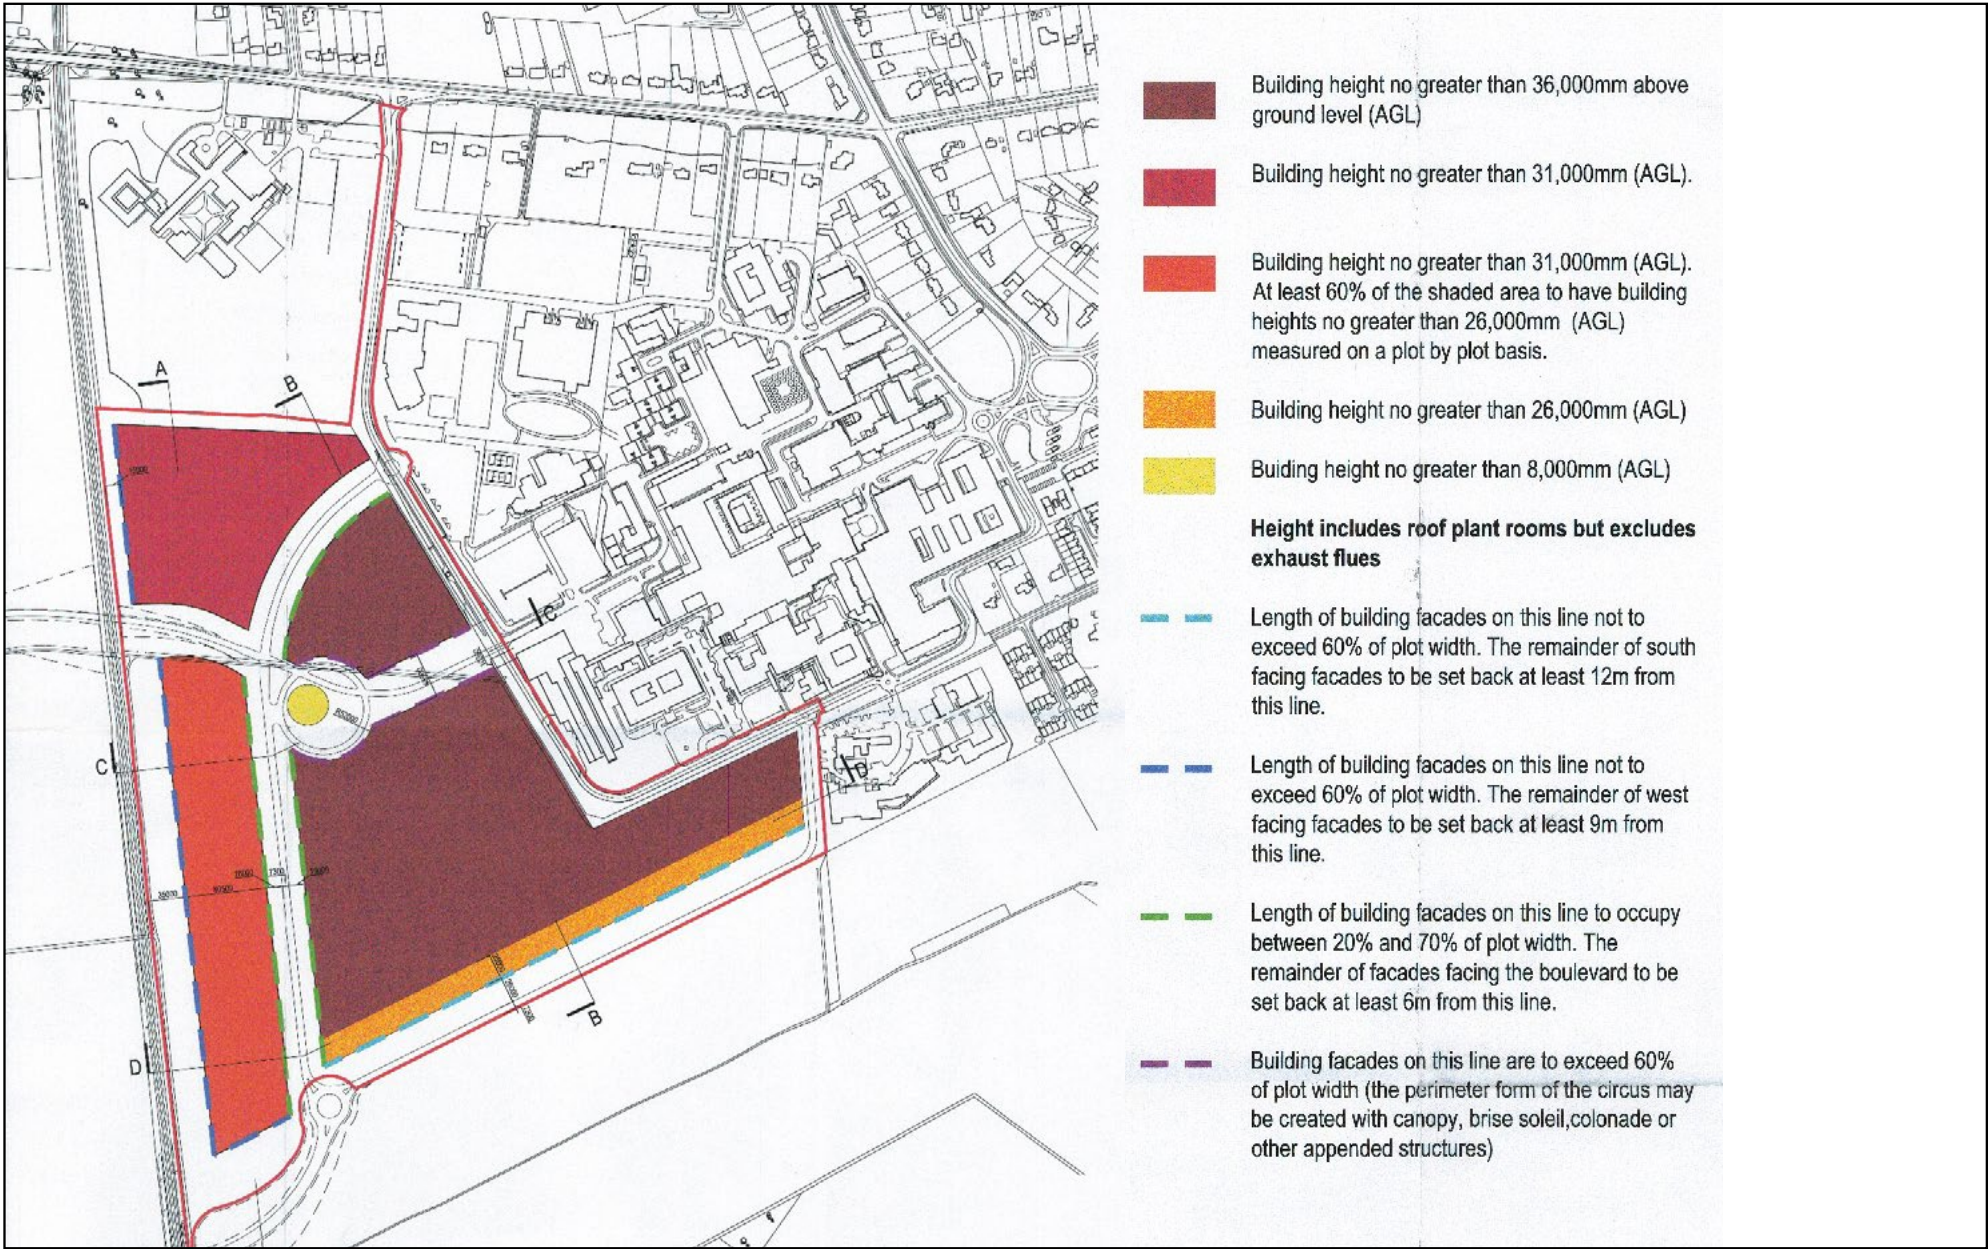 A
B
C
C
D
D
B
Building height no greater than 36,000mm above
ground level (AGL)
Building height no greater than 31,000mm (AGL).
Building height no greater than 31,000mm (AGL).
At least 60% of the shaded area to have building
heights no greater than 26,000mm (AGL)
measured on a plot by plot basis.
Building height no greater than 26,000mm (AGL)
Buiding height no greater than 8,000mm (AGL)
Height includes roof plant rooms but excludes
exhaust flues
Length of building facades on this line not to
exceed 60% of plot width. The remainder of south
facing facades to be set back at least 12m from
this line.
Length of building facades on this line not to
exceed 60% of plot width. The remainder of west
facing facades to be set back at least 9m from
this line.
Length of building facades on this line to occupy
between 20% and 70% of plot width. The
remainder of facades facing the boulevard to be
set back at least 6m from this line.
Building facades on this line are to exceed 60%
of plot width (the perimeter form of the circus may
be created with canopy, brise soleil,colonade or
other appended structures)